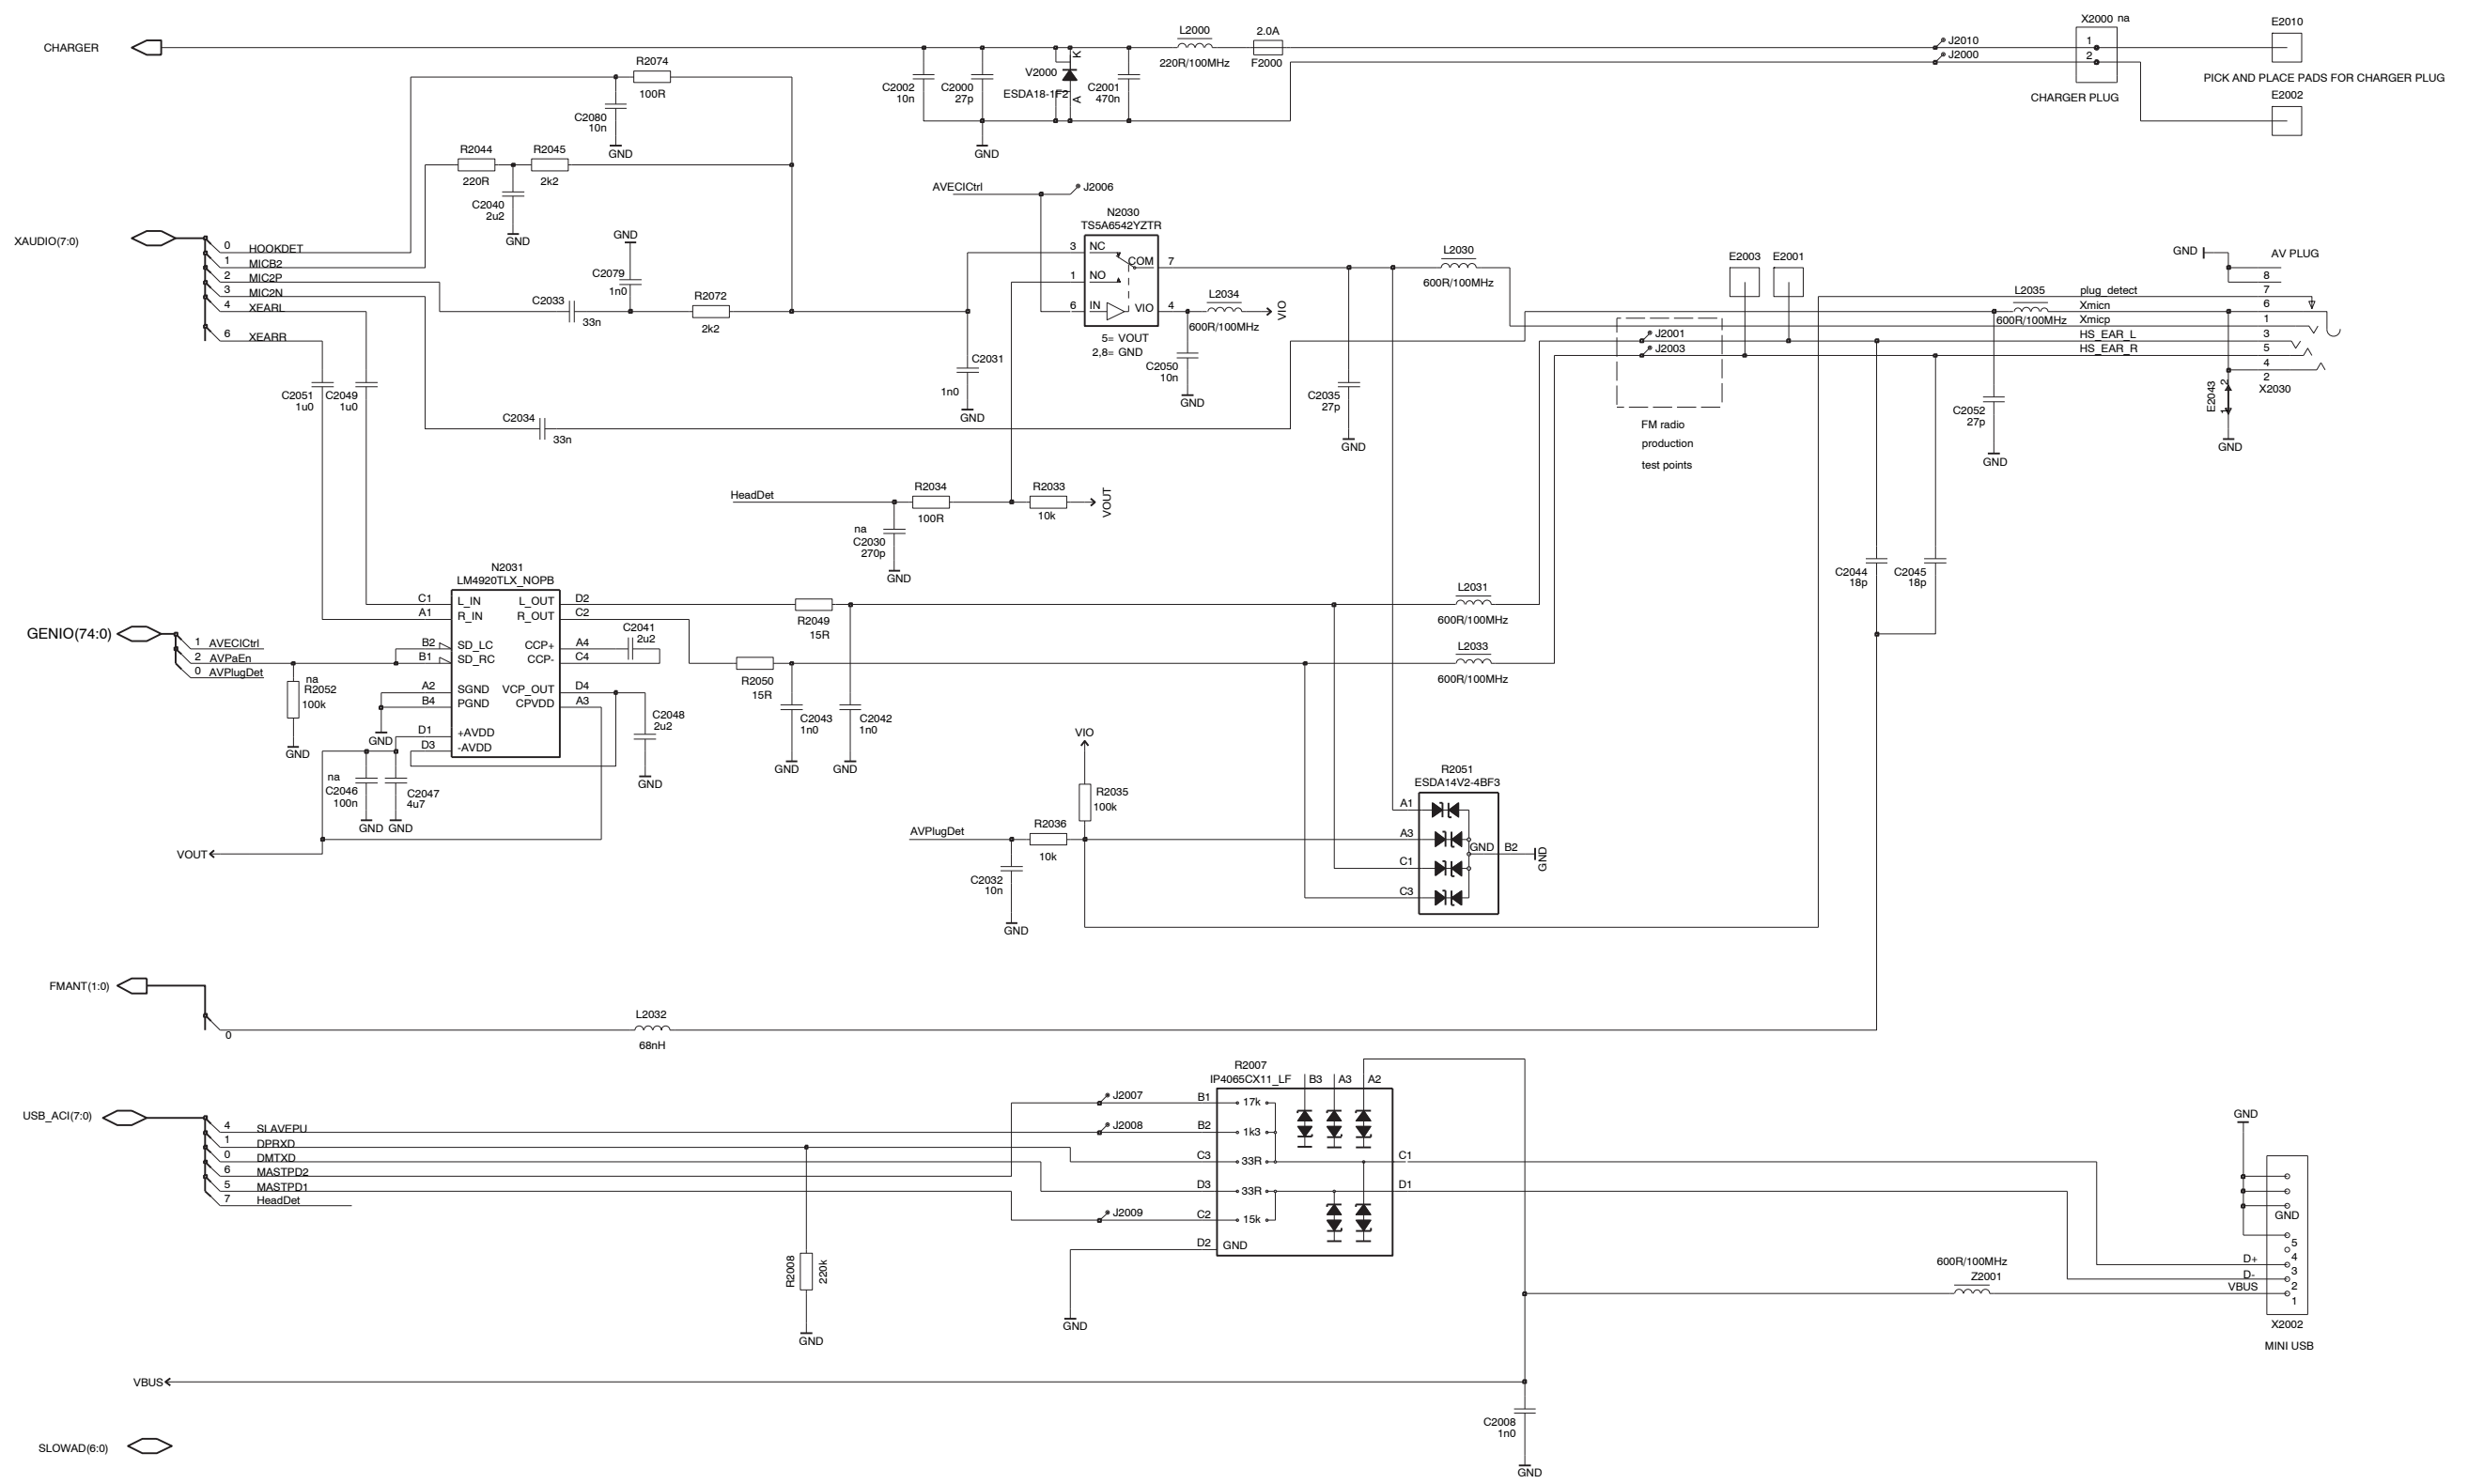 CHARGER
L2000
220R/100MHz
2.0A
F2000
J2010
J2000
X2000 na
1
2
CHARGER PLUG
E2010
PICK AND PLACE PADS FOR CHARGER PLUG
E2002
R2074
100R
C2080
10n
GND
C2002
10n
C2000
27p
V2000
ESDA18-1F2
K
A
C2001
470n
GND
R2044
220R
R2045
2k2
C2040
2u2
GND
XAUDIO(7:0)
0 HOOKDET
1 MICB2
2 MIC2P
3 MIC2N
4 XEARL
6 XEARR
GND
C2079
1n0
C2033
33n
R2072
2k2
AVECICtrl
J2006
N2030
TS5A6542YZTR
3 NC
COM 7
1 NO
6 IN
VIO 4
5= VOUT
2,8= GND
L2034
600R/100MHz
VIO
C2050
10n
GND
C2031
1n0
GND
L2030
600R/100MHz
C2035
27p
GND
E2003
E2001
J2001
J2003
FM radio
production
test points
GND
AV PLUG
8
L2035
600R/100MHz
plug_detect 7
Xmicn 6
Xmicp 1
HS_EAR_L 3
HS_EAR_R 5
4
2
X2030
E2043
2
1
GND
C2052
27p
GND
C2051
1u0
C2049
1u0
C2034
33n
HeadDet
R2034
100R
R2033
10k
VOUT
na
C2030
270p
GND
N2031
LM4920TLX_NOPB
C1 L_IN
A1 R_IN
B2 SD_LC
B1 SD_RC
A2 SGND
B4 PGND
D1 +AVDD
D3 -AVDD
L_OUT D2
R_OUT C2
CCP+ A4
CCP- C4
VCP_OUT D4
CPVDD A3
C2041
2u2
C2048
2u2
GND
GENIO(74:0)
1 AVECICtrl
2 AVPaEn
0 AVPlugDet
na
R2052
100k
GND
GND
na
C2046
100n
C2047
4u7
GND GND
VOUT
R2049
15R
R2050
15R
C2043
1n0
C2042
1n0
GND
GND
L2031
600R/100MHz
L2033
600R/100MHz
C2044
18p
C2045
18p
VIO
R2035
100k
AVPlugDet
R2036
10k
C2032
10n
GND
R2051
ESDA14V2-4BF3
A1
A3
C1
C3
GND
B2
GND
FMANT(1:0)
0
L2032
68nH
USB_ACI(7:0)
4 SLAVEPU
1 DPRXD
0 DMTXD
6 MASTPD2
5 MASTPD1
7 HeadDet
R2008
220k
GND
J2007
J2008
J2009
R2007
IP4065CX11_LF
B3 A3 A2
B1 17k
B2 1k3
C3 33R
D3 33R
C2 15k
D2 GND
C1
D1
GND
600R/100MHz
Z2001
GND
GND
5
D+ 4
D- 3
VBUS 2
1
X2002
MINI USB
VBUS
C2008
1n0
GND
SLOWAD(6:0)